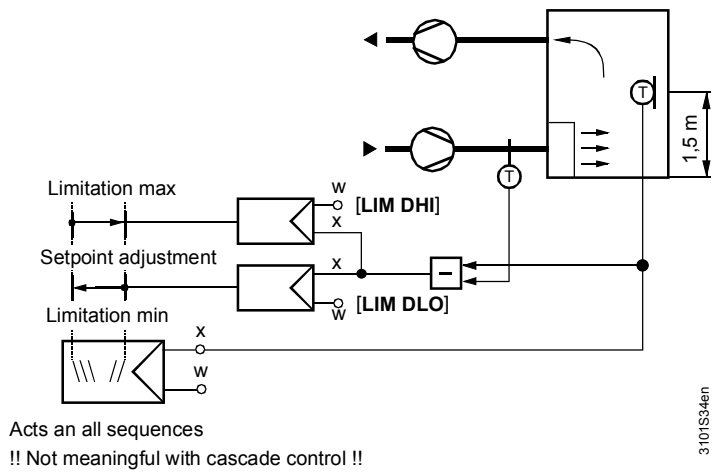 T
1,5 m
T
Limitation max
w
[LIM DHI]
x
Setpoint adjustment
x
−
[LIM DLO]
w
Limitation min
x
w
Acts an all sequences
!! Not meaningful with cascade control !!
3101S34en